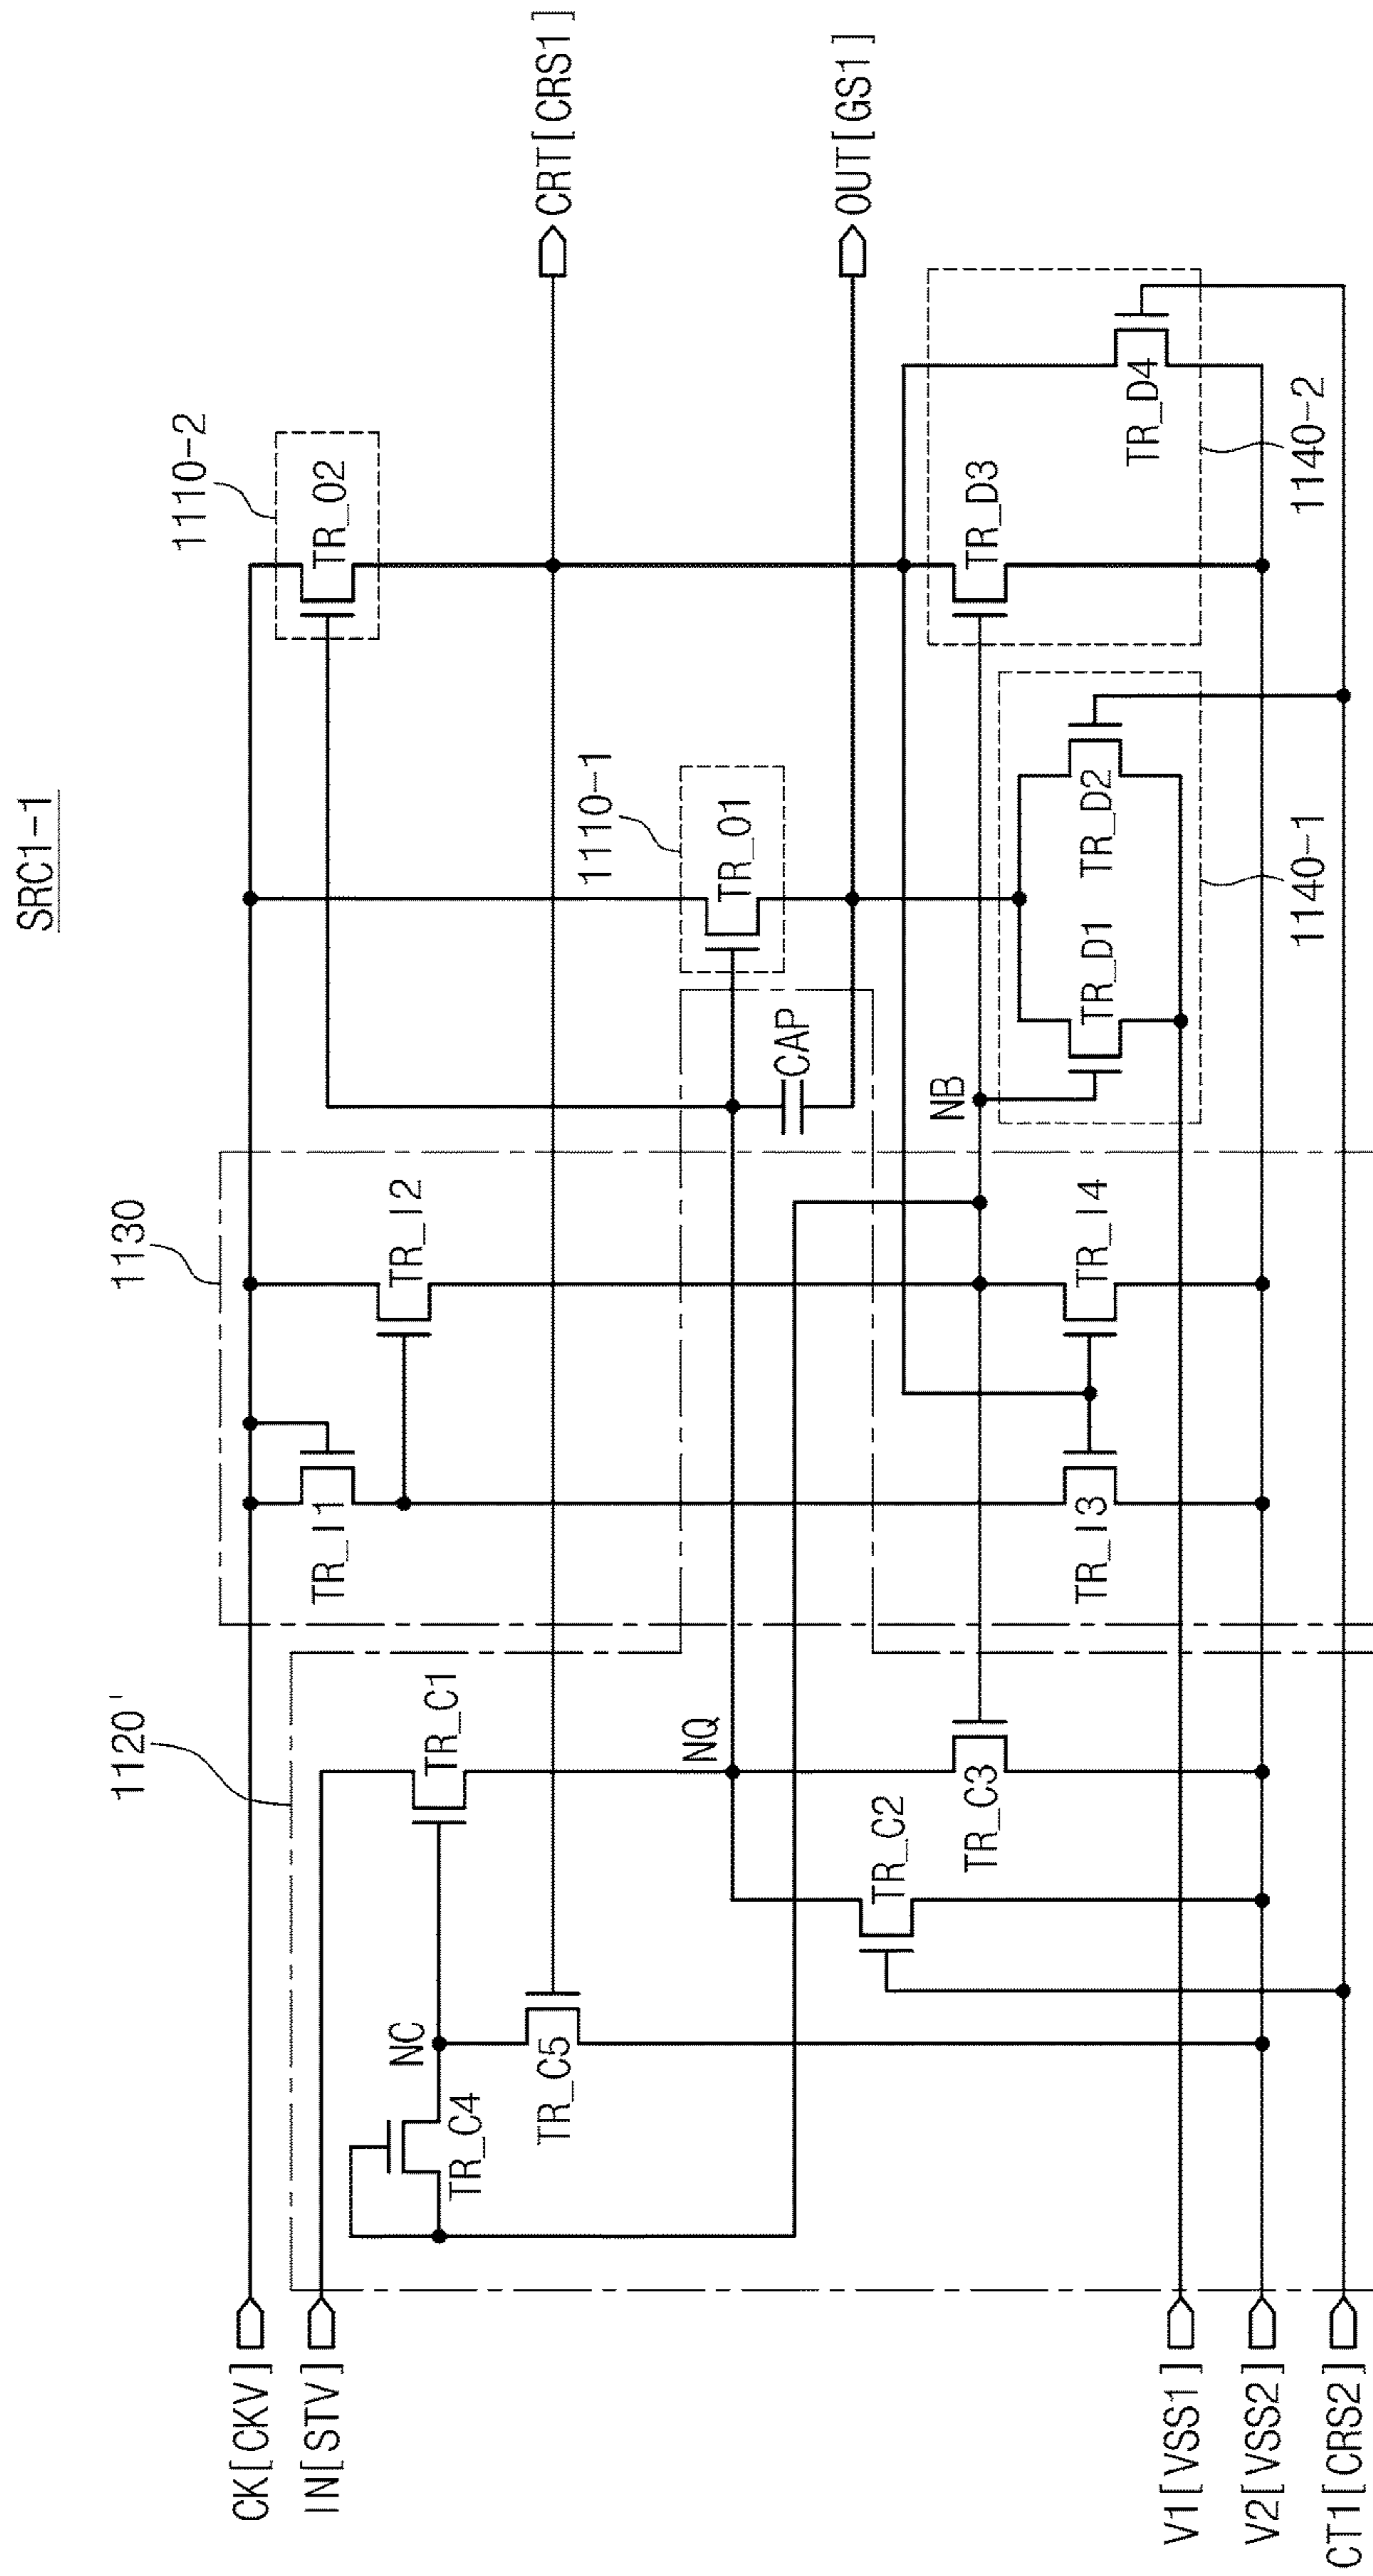 SRC1-1
1120'
1130
1110-1
1110-2
CK[CKV]
IN[STV]
TR_I1
TR_O2
TR_C1
TR_I2
NC
TR_C4
TR_C5
CRT[CRS1]
NQ
TR_O1
CAP
OUT[GS1]
TR_C2
TR_C3
NB
TR_D3
TR_I3
TR_I4
TR_D1
TR_D2
TR_D4
V1[VSS1]
V2[VSS2]
CT1[CRS2]
1140-1
1140-2